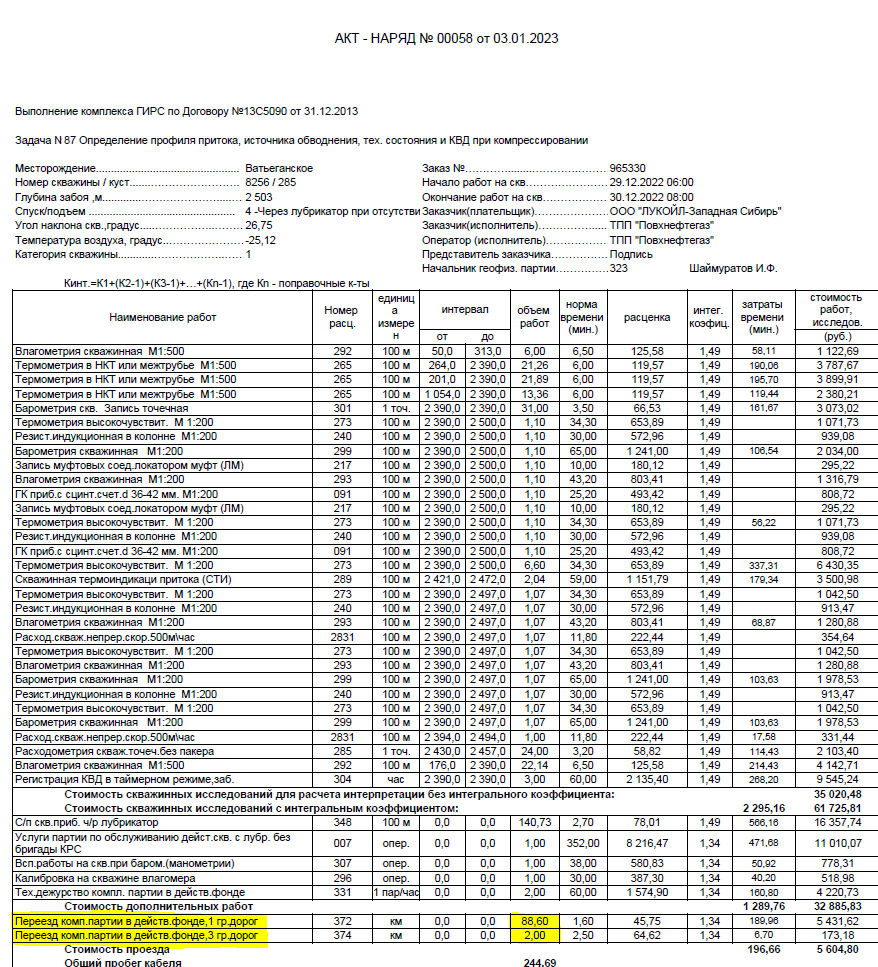 АКТ - НАРЯД № 00058 от 03.01.2023
Выполнение комплекса ГИРС по Договору №13С5090 от 31.12.2013
Задача N 87 Определение профиля притока, источника обводнения, тех. состояния и КВД при компрессировании
Месторождение............................................ Ватьеганское Заказ №........................................ 965330
Номер скважины / куст.................................. 8256 / 285 Начало работ на скв........................ 29.12.2022 06:00
Глубина забоя ,м.......................................... 2 503 Окончание работ на скв................... 30.12.2022 08:00
Спуск/подъем .............................................. 4 -Через лубрикатор при отсутстви Заказчик(плательщик)...................... ООО "ЛУКОЙЛ-Западная Сибирь"
Угол наклона скв.,градус............................... 26,75 Заказчик(исполнитель)..................... ТПП "Повхнефтегаз"
Температура воздуха, градус........................ -25,12 Оператор (исполнитель).................. ТПП "Повхнефтегаз"
Категория скважины..................................... 1 Представитель заказчика................ Подпись
Начальник геофиз. партии............... 323 Шаймуратов И.Ф.
Кинт.=К1+(К2-1)+(К3-1)+…+(Кn-1), где Кn - поправочные к-ты
Наименование работ Номер расц. единиц а измере н интервал от до объем работ норма времени (мин.) расценка интег. коэфиц. затраты времени (мин.) стоимость работ, исследов. (руб.)
Влагометрия скважинная М1:500 292 100 м 50,0 313,0 6,00 6,50 125,58 1,49 58,11 1 122,69
Термометрия в НКТ или межтрубье М1:500 265 100 м 264,0 2 390,0 21,26 6,00 119,57 1,49 190,06 3 787,67
Термометрия в НКТ или межтрубье М1:500 265 100 м 201,0 2 390,0 21,89 6,00 119,57 1,49 195,70 3 899,91
Термометрия в НКТ или межтрубье М1:500 265 100 м 1 054,0 2 390,0 13,36 6,00 119,57 1,49 119,44 2 380,21
Барометрия скв. Запись точечная 301 1 точ. 2 390,0 2 390,0 31,00 3,50 66,53 1,49 161,67 3 073,02
Термометрия высокочувствит. М 1:200 273 100 м 2 390,0 2 500,0 1,10 34,30 653,89 1,49 1 071,73
Резист.индукционная в колонне М1:200 240 100 м 2 390,0 2 500,0 1,10 30,00 572,96 1,49 939,08
Барометрия скважинная М1:200 299 100 м 2 390,0 2 500,0 1,10 65,00 1 241,00 1,49 106,54 2 034,00
Запись муфтовых соед.локатором муфт (ЛМ) 217 100 м 2 390,0 2 500,0 1,10 10,00 180,12 1,49 295,22
Влагометрия скважинная М1:200 293 100 м 2 390,0 2 500,0 1,10 43,20 803,41 1,49 1 316,79
ГК приб.с сцинт.счет.d 36-42 мм. М1:200 091 100 м 2 390,0 2 500,0 1,10 25,20 493,42 1,49 808,72
Запись муфтовых соед.локатором муфт (ЛМ) 217 100 м 2 390,0 2 500,0 1,10 10,00 180,12 1,49 295,22
Термометрия высокочувствит. М 1:200 273 100 м 2 390,0 2 500,0 1,10 34,30 653,89 1,49 56,22 1 071,73
Резист.индукционная в колонне М1:200 240 100 м 2 390,0 2 500,0 1,10 30,00 572,96 1,49 939,08
ГК приб.с сцинт.счет.d 36-42 мм. М1:200 091 100 м 2 390,0 2 500,0 1,10 25,20 493,42 1,49 808,72
Термометрия высокочувствит. М 1:200 273 100 м 2 390,0 2 500,0 6,60 34,30 653,89 1,49 337,31 6 430,35
Скважинная термоиндикаци притока (СТИ) 289 100 м 2 421,0 2 472,0 2,04 59,00 1 151,79 1,49 179,34 3 500,98
Термометрия высокочувствит. М 1:200 273 100 м 2 390,0 2 497,0 1,07 34,30 653,89 1,49 1 042,50
Резист.индукционная в колонне М1:200 240 100 м 2 390,0 2 497,0 1,07 30,00 572,96 1,49 913,47
Влагометрия скважинная М1:200 293 100 м 2 390,0 2 497,0 1,07 43,20 803,41 1,49 68,87 1 280,88
Расход.скваж.непрер.скор.500м\час 2831 100 м 2 390,0 2 497,0 1,07 11,80 222,44 1,49 354,64
Термометрия высокочувствит. М 1:200 273 100 м 2 390,0 2 497,0 1,07 34,30 653,89 1,49 1 042,50
Влагометрия скважинная М1:200 293 100 м 2 390,0 2 497,0 1,07 43,20 803,41 1,49 1 280,88
Барометрия скважинная М1:200 299 100 м 2 390,0 2 497,0 1,07 65,00 1 241,00 1,49 103,63 1 978,53
Резист.индукционная в колонне М1:200 240 100 м 2 390,0 2 497,0 1,07 30,00 572,96 1,49 913,47
Термометрия высокочувствит. М 1:200 273 100 м 2 390,0 2 497,0 1,07 34,30 653,89 1,49 1 042,50
Барометрия скважинная М1:200 299 100 м 2 390,0 2 497,0 1,07 65,00 1 241,00 1,49 103,63 1 978,53
Расход.скваж.непрер.скор.500м\час 2831 100 м 2 394,0 2 494,0 1,00 11,80 222,44 1,49 17,58 331,44
Расходометрия скваж.точеч.без пакера 285 1 точ. 2 430,0 2 457,0 24,00 3,20 58,82 1,49 114,43 2 103,40
Влагометрия скважинная М1:500 292 100 м 176,0 2 390,0 22,14 6,50 125,58 1,49 214,43 4 142,71
Регистрация КВД в таймерном режиме,заб. 304 час 2 390,0 2 390,0 3,00 60,00 2 135,40 1,49 268,20 9 545,24
Стоимость скважинных исследований для расчета интерпретации без интегрального коэффициента: 35 020,48
Стоимость скважинных исследований с интегральным коэффициентом: 2 295,16 61 725,81
С/п скв.приб. ч/р лубрикатор 348 100 м 0,0 0,0 140,73 2,70 78,01 1,49 566,16 16 357,74
Услуги партии по обслуживанию дейст.скв. с лубр. без бригады КРС 007 опер. 0,0 0,0 1,00 352,00 8 216,47 1,34 471,68 11 010,07
Всп.работы на скв.при баром.(манометрии) 307 опер. 0,0 0,0 1,00 38,00 580,83 1,34 50,92 778,31
Калибровка на скважине влагомера 296 опер. 0,0 0,0 1,00 30,00 387,30 1,34 40,20 518,98
Тех.дежурство компл. партии в действ.фонде 331 1 пар/час 0,0 0,0 2,00 60,00 1 574,90 1,34 160,80 4 220,73
Стоимость дополнительных работ 1 289,76 32 885,83
Переезд комп.партии в действ.фонде,1 гр.дорог 372 км 0,0 0,0 88,60 1,60 45,75 1,34 189,96 5 431,62
Переезд комп.партии в действ.фонде,3 гр.дорог 374 км 0,0 0,0 2,00 2,50 64,62 1,34 6,70 173,18
Стоимость проезда 196,66 5 604,80
Общий пробег кабеля 244,69